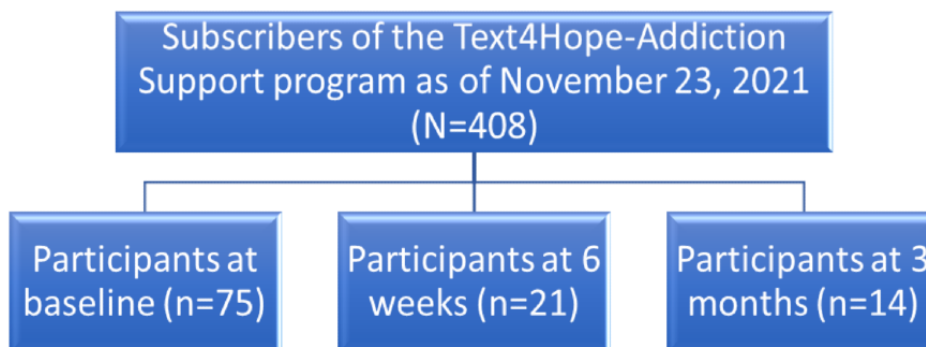 Subscribers of the Text4Hope-Addiction
Support program as of November 23, 2021
(N=408)
Participants at
baseline (n=75)
Participants at 6
weeks (n=21)
Participants at 3
months (n=14)